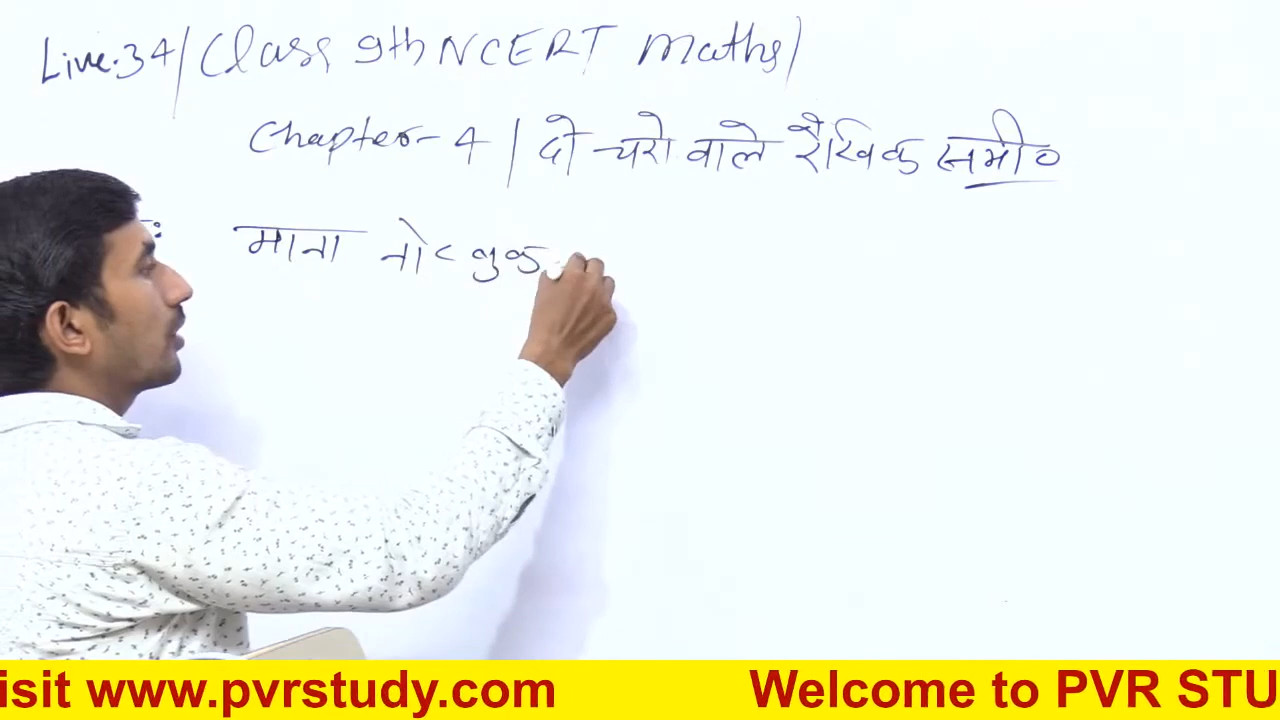 Live.34/Class 9th NCERT Maths/
Chapter-4 | दो चरो वाले रैखिक समी०
माना नोट बुक
isit www.pvrstudy.com Welcome to PVR STU